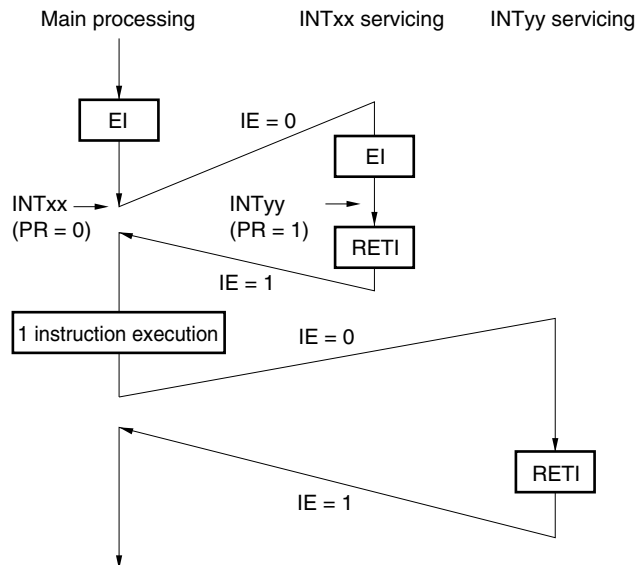 Main processing
INTxx servicing
INTyy servicing
EI
IE = 0
EI
INTxx
(PR = 0)
INTyy
(PR = 1)
RETI
IE = 1
1 instruction execution
IE = 0
RETI
IE = 1